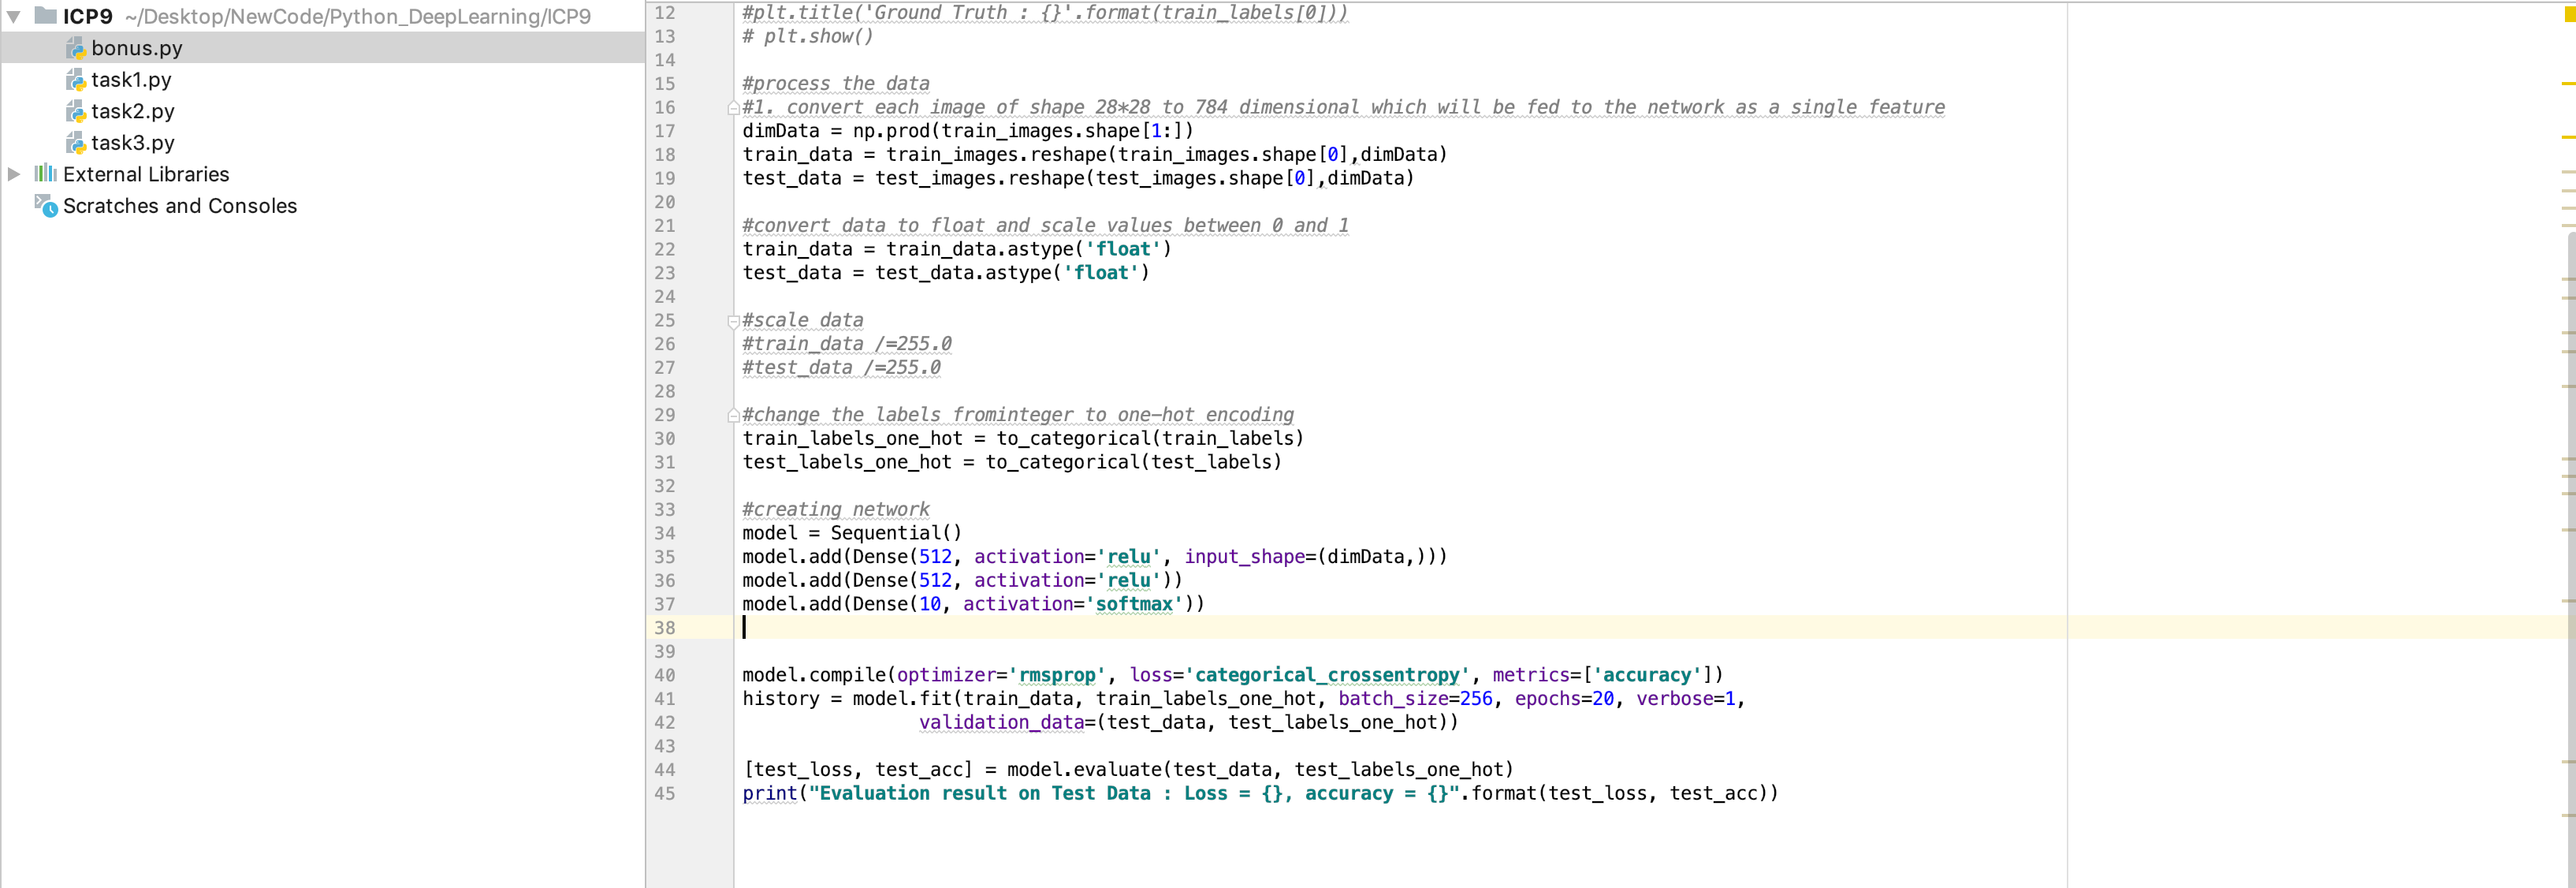 ICP9 ~/Desktop/NewCode/Python_DeepLearning/ICP9
bonus.py
task1.py
task2.py
task3.py
External Libraries
Scratches and Consoles
12 #plt.title('Ground Truth : {}'.format(train_labels[0]))
13 # plt.show()
14
15 #process the data
16 #1. convert each image of shape 28*28 to 784 dimensional which will be fed to the network as a single feature
17 dimData = np.prod(train_images.shape[1:])
18 train_data = train_images.reshape(train_images.shape[0],dimData)
19 test_data = test_images.reshape(test_images.shape[0],dimData)
20
21 #convert data to float and scale values between 0 and 1
22 train_data = train_data.astype('float')
23 test_data = test_data.astype('float')
24
25 #scale data
26 #train_data /=255.0
27 #test_data /=255.0
28
29 #change the labels frominteger to one-hot encoding
30 train_labels_one_hot = to_categorical(train_labels)
31 test_labels_one_hot = to_categorical(test_labels)
32
33 #creating network
34 model = Sequential()
35 model.add(Dense(512, activation='relu', input_shape=(dimData,)))
36 model.add(Dense(512, activation='relu'))
37 model.add(Dense(10, activation='softmax'))
38
39
40 model.compile(optimizer='rmsprop', loss='categorical_crossentropy', metrics=['accuracy'])
41 history = model.fit(train_data, train_labels_one_hot, batch_size=256, epochs=20, verbose=1,
42 validation_data=(test_data, test_labels_one_hot))
43
44 [test_loss, test_acc] = model.evaluate(test_data, test_labels_one_hot)
45 print("Evaluation result on Test Data : Loss = {}, accuracy = {}".format(test_loss, test_acc))